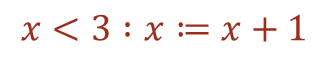 x < 3 : x ≔ x + 1